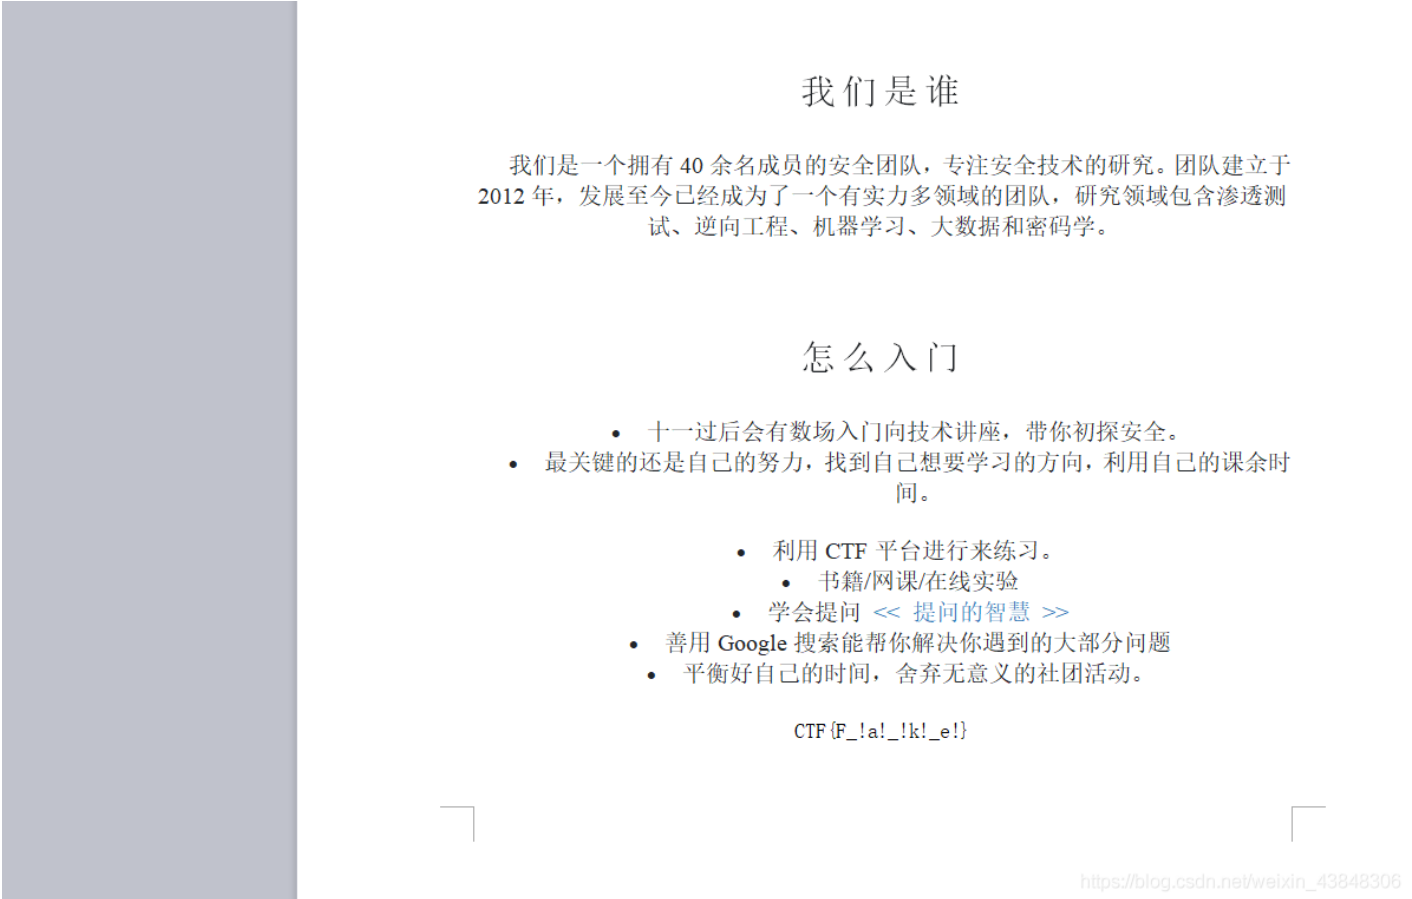 我们是谁
我们是一个拥有 40 余名成员的安全团队，专注安全技术的研究。团队建立于
2012 年，发展至今已经成为了一个有实力多领域的团队，研究领域包含渗透测
试、逆向工程、机器学习、大数据和密码学。
怎么入门
• 十一过后会有数场入门向技术讲座，带你初探安全。
• 最关键的还是自己的努力，找到自己想要学习的方向，利用自己的课余时
间。
• 利用 CTF 平台进行来练习。
• 书籍/网课/在线实验
• 学会提问 << 提问的智慧 >>
• 善用 Google 搜索能帮你解决你遇到的大部分问题
• 平衡好自己的时间，舍弃无意义的社团活动。
CTF{F_!a!_!k!_e!}
https://blog.csdn.net/weixin_43848306